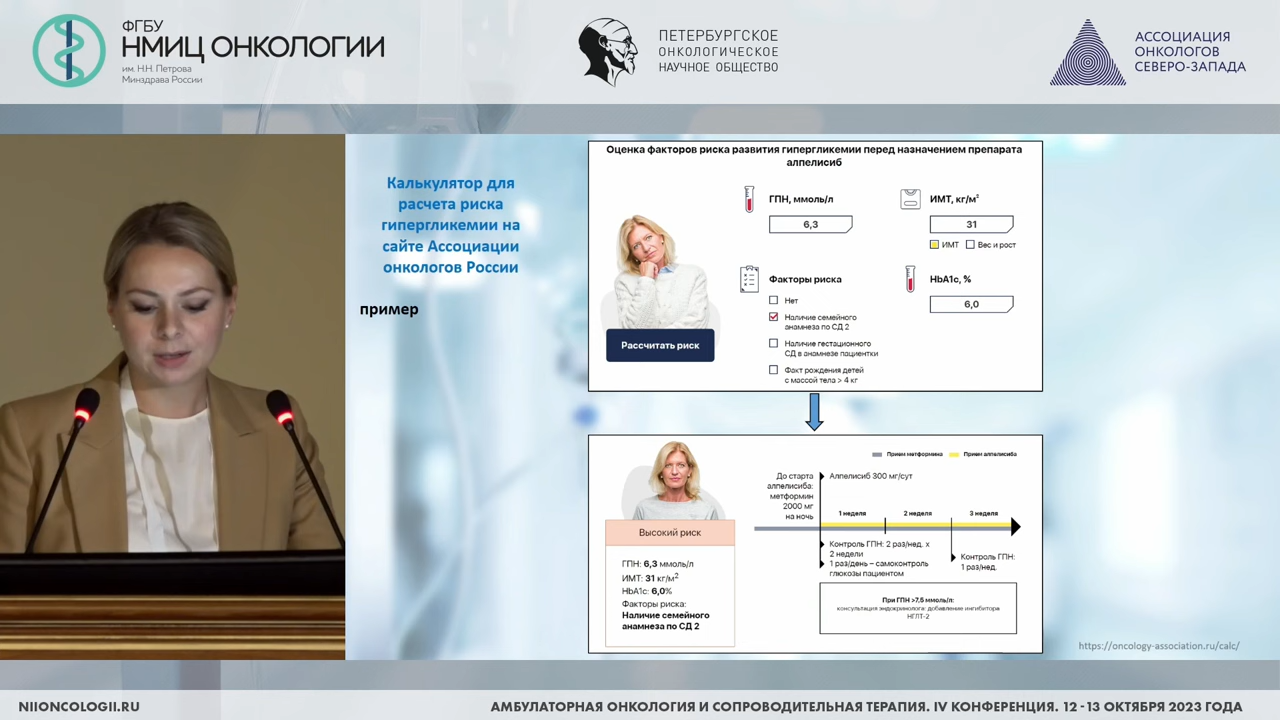 ФГБУ
НМИЦ ОНКОЛОГИИ
им. Н.Н. Петрова
Минздрава России
ПЕТЕРБУРГСКОЕ
ОНКОЛОГИЧЕСКОЕ
НАУЧНОЕ ОБЩЕСТВО
АССОЦИАЦИЯ
ОНКОЛОГОВ
СЕВЕРО-ЗАПАДА
Калькулятор для
расчета риска
гипергликемии на
сайте Ассоциации
онкологов России
пример
Оценка факторов риска развития гипергликемии перед назначением препарата
алпелисиб
ГПН, ммоль/л
6,3
ИМТ, кг/м²
31
ИМТ
Вес и рост
Факторы риска
Нет
Наличие семейного
анамнеза по СД 2
Наличие гестационного
СД в анамнезе пациентки
Факт рождения детей
с массой тела > 4 кг
HbA1c, %
6,0
Рассчитать риск
Прием метформина
Прием алпелисиба
До старта
алпелисиба:
метформин
2000 мг
на ночь
Алпелисиб 300 мг/сут
1 неделя
2 неделя
3 неделя
Контроль ГПН: 2 раз/нед. х
2 недели
1 раз/день – самоконтроль
глюкозы пациентом
Контроль ГПН:
1 раз/нед.
При ГПН >7,5 ммоль/л:
консультация эндокринолога: добавление ингибитора
НГЛТ-2
Высокий риск
ГПН: 6,3 ммоль/л
ИМТ: 31 кг/м²
HbA1c: 6,0%
Факторы риска:
Наличие семейного
анамнеза по СД 2
https://oncology-association.ru/calc/
NIIONCOLOGII.RU
АМБУЛАТОРНАЯ ОНКОЛОГИЯ И СОПРОВОДИТЕЛЬНАЯ ТЕРАПИЯ. IV КОНФЕРЕНЦИЯ. 12 - 13 ОКТЯБРЯ 2023 ГОДА